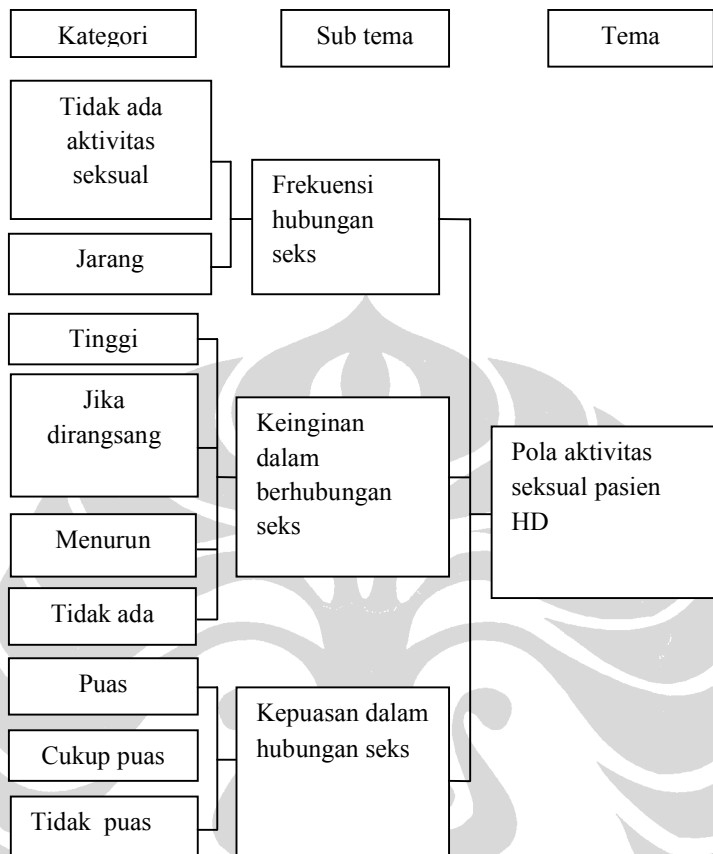 Kategori
Sub tema
Tema
Tidak ada
aktivitas
seksual
Jarang
Frekuensi
hubungan
seks
Tinggi
Jika
dirangsang
Menurun
Tidak ada
Keinginan
dalam
berhubungan
seks
Pola aktivitas
seksual pasien
HD
Puas
Cukup puas
Tidak  puas
Kepuasan dalam
hubungan seks